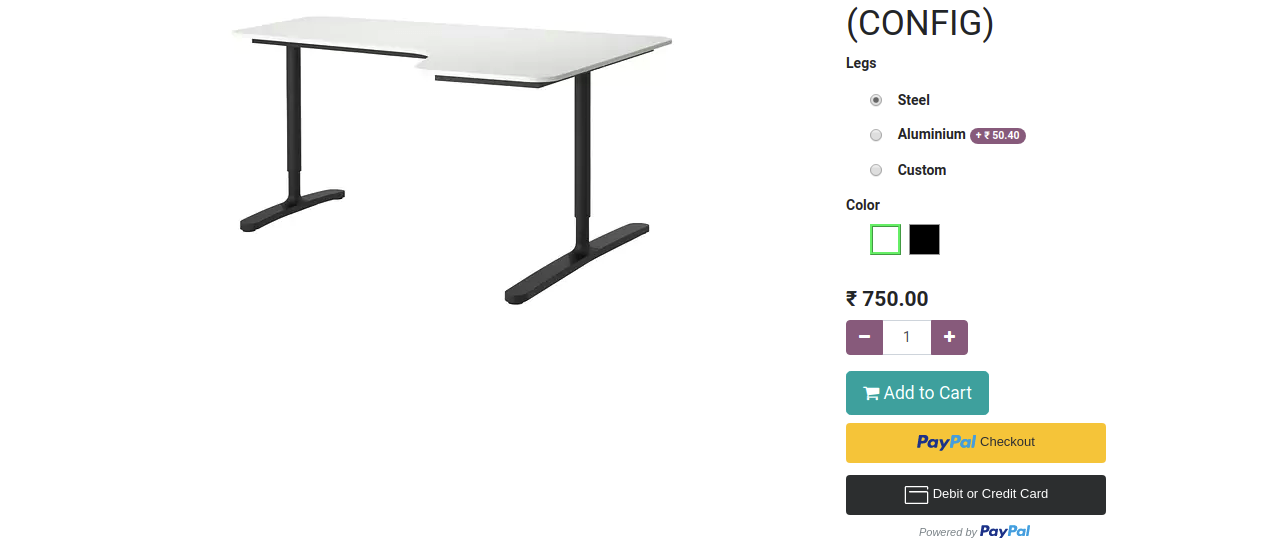 (CONFIG)
Legs
Steel
Aluminium + ₹ 50.40
Custom
Color
₹ 750.00
1
Add to Cart
PayPal Checkout
Debit or Credit Card
Powered by PayPal